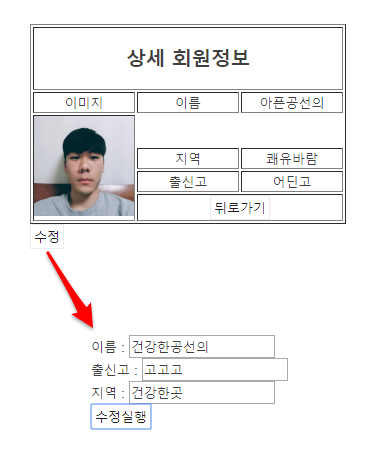 상세 회원정보
이미지 이름 아픈공선의
지역 쾌유바람
출신고 어딘고
뒤로가기
수정
이름 : 건강한공선의
출신고 : 고고고
지역 : 건강한곳
수정실행